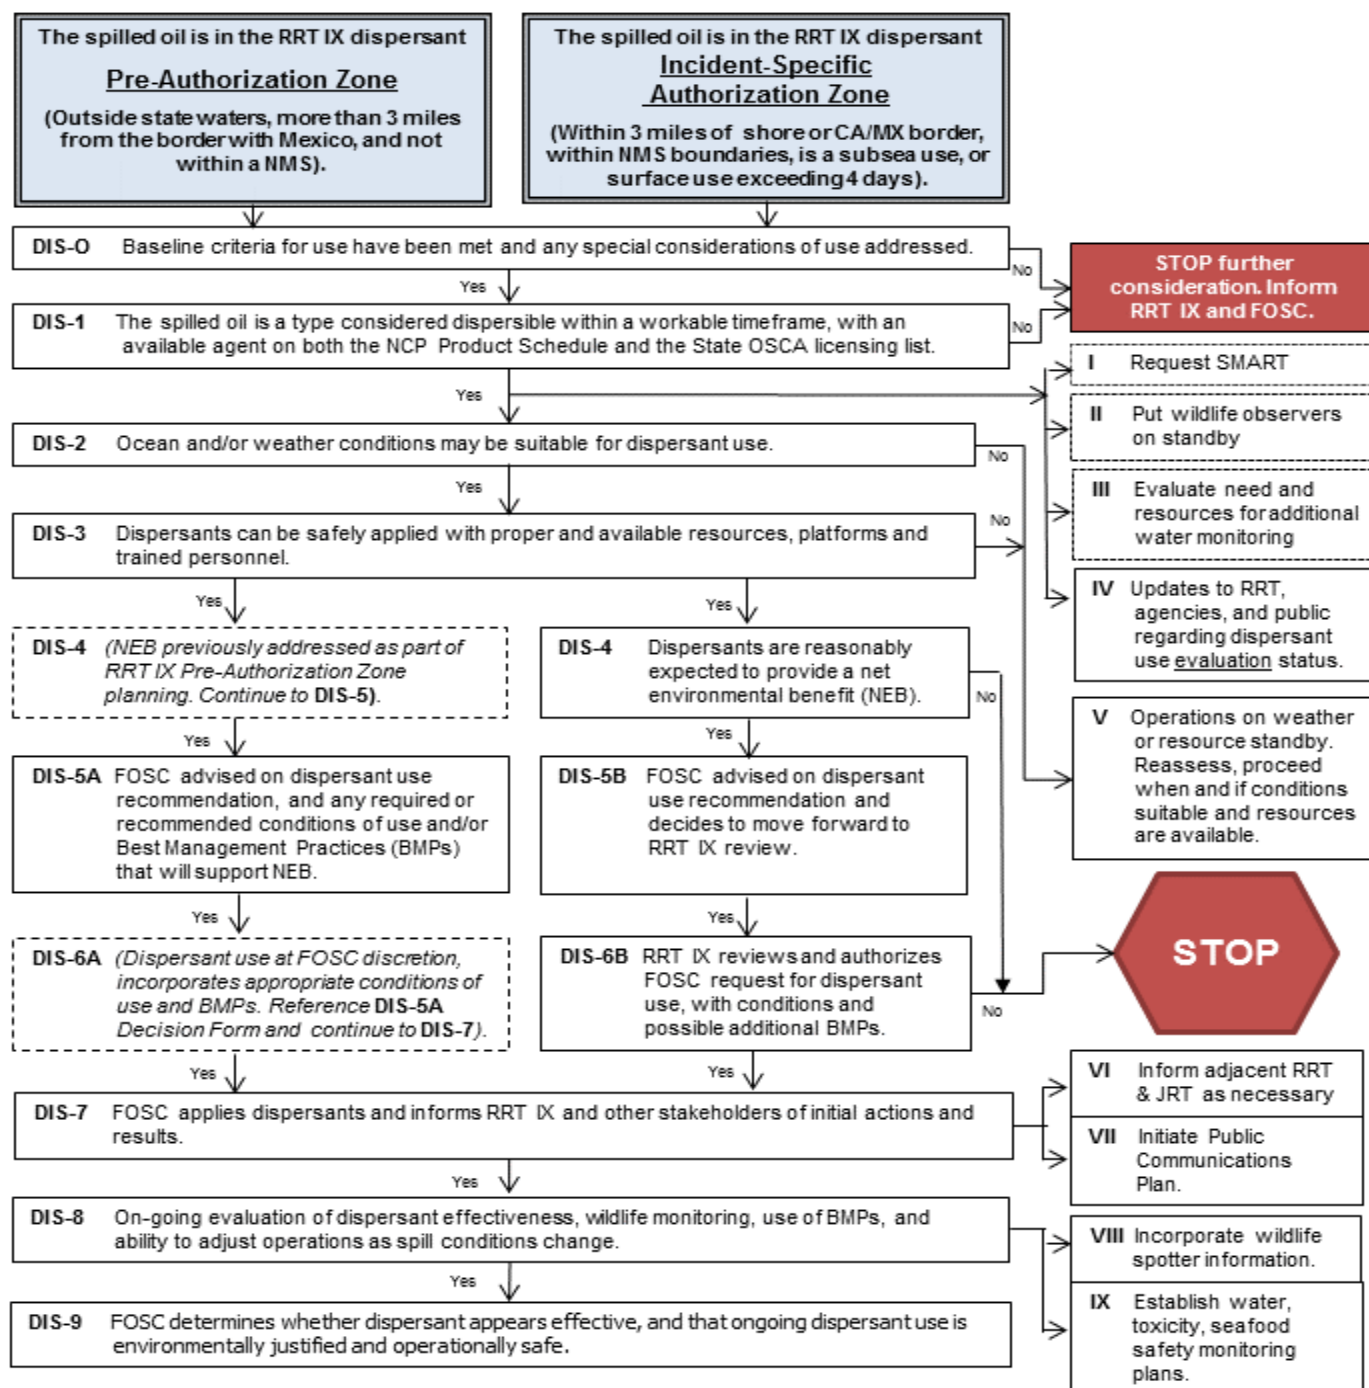 The spilled oil is in the RRT IX dispersant
Pre-Authorization Zone
(Outside state waters, more than 3 miles
from the border with Mexico, and not
within a NMS).
The spilled oil is in the RRT IX dispersant
Incident-Specific
Authorization Zone
(Within 3 miles of shore or CA/MX border,
within NMS boundaries, is a subsea use, or
surface use exceeding 4 days).
DIS-O Baseline criteria for use have been met and any special considerations of use addressed.
No
Yes
STOP further
consideration. Inform
RRT IX and FOSC.
DIS-1 The spilled oil is a type considered dispersible within a workable timeframe, with an
available agent on both the NCP Product Schedule and the State OSCA licensing list.
No
Yes
I Request SMART
II Put wildlife observers
on standby
III Evaluate need and
resources for additional
water monitoring
IV Updates to RRT,
agencies, and public
regarding dispersant
use evaluation status.
DIS-2 Ocean and/or weather conditions may be suitable for dispersant use.
No
Yes
DIS-3 Dispersants can be safely applied with proper and available resources, platforms and
trained personnel.
No
Yes
Yes
V Operations on weather
or resource standby.
Reassess, proceed
when and if conditions
suitable and resources
are available.
DIS-4 (NEB previously addressed as part of
RRT IX Pre-Authorization Zone
planning. Continue to DIS-5).
DIS-4 Dispersants are reasonably
expected to provide a net
environmental benefit (NEB).
No
Yes
Yes
DIS-5A FOSC advised on dispersant use
recommendation, and any required or
recommended conditions of use and/or
Best Management Practices (BMPs)
that will support NEB.
DIS-5B FOSC advised on dispersant
use recommendation and
decides to move forward to
RRT IX review.
Yes
Yes
DIS-6A (Dispersant use at FOSC discretion,
incorporates appropriate conditions of
use and BMPs. Reference DIS-5A
Decision Form and continue to DIS-7).
DIS-6B RRT IX reviews and authorizes
FOSC request for dispersant
use, with conditions and
possible additional BMPs.
No
STOP
Yes
Yes
DIS-7 FOSC applies dispersants and informs RRT IX and other stakeholders of initial actions and
results.
VI Inform adjacent RRT
& JRT as necessary
VII Initiate Public
Communications
Plan.
Yes
DIS-8 On-going evaluation of dispersant effectiveness, wildlife monitoring, use of BMPs, and
ability to adjust operations as spill conditions change.
VIII Incorporate wildlife
spotter information.
IX Establish water,
toxicity, seafood
safety monitoring
plans.
Yes
DIS-9 FOSC determines whether dispersant appears effective, and that ongoing dispersant use is
environmentally justified and operationally safe.